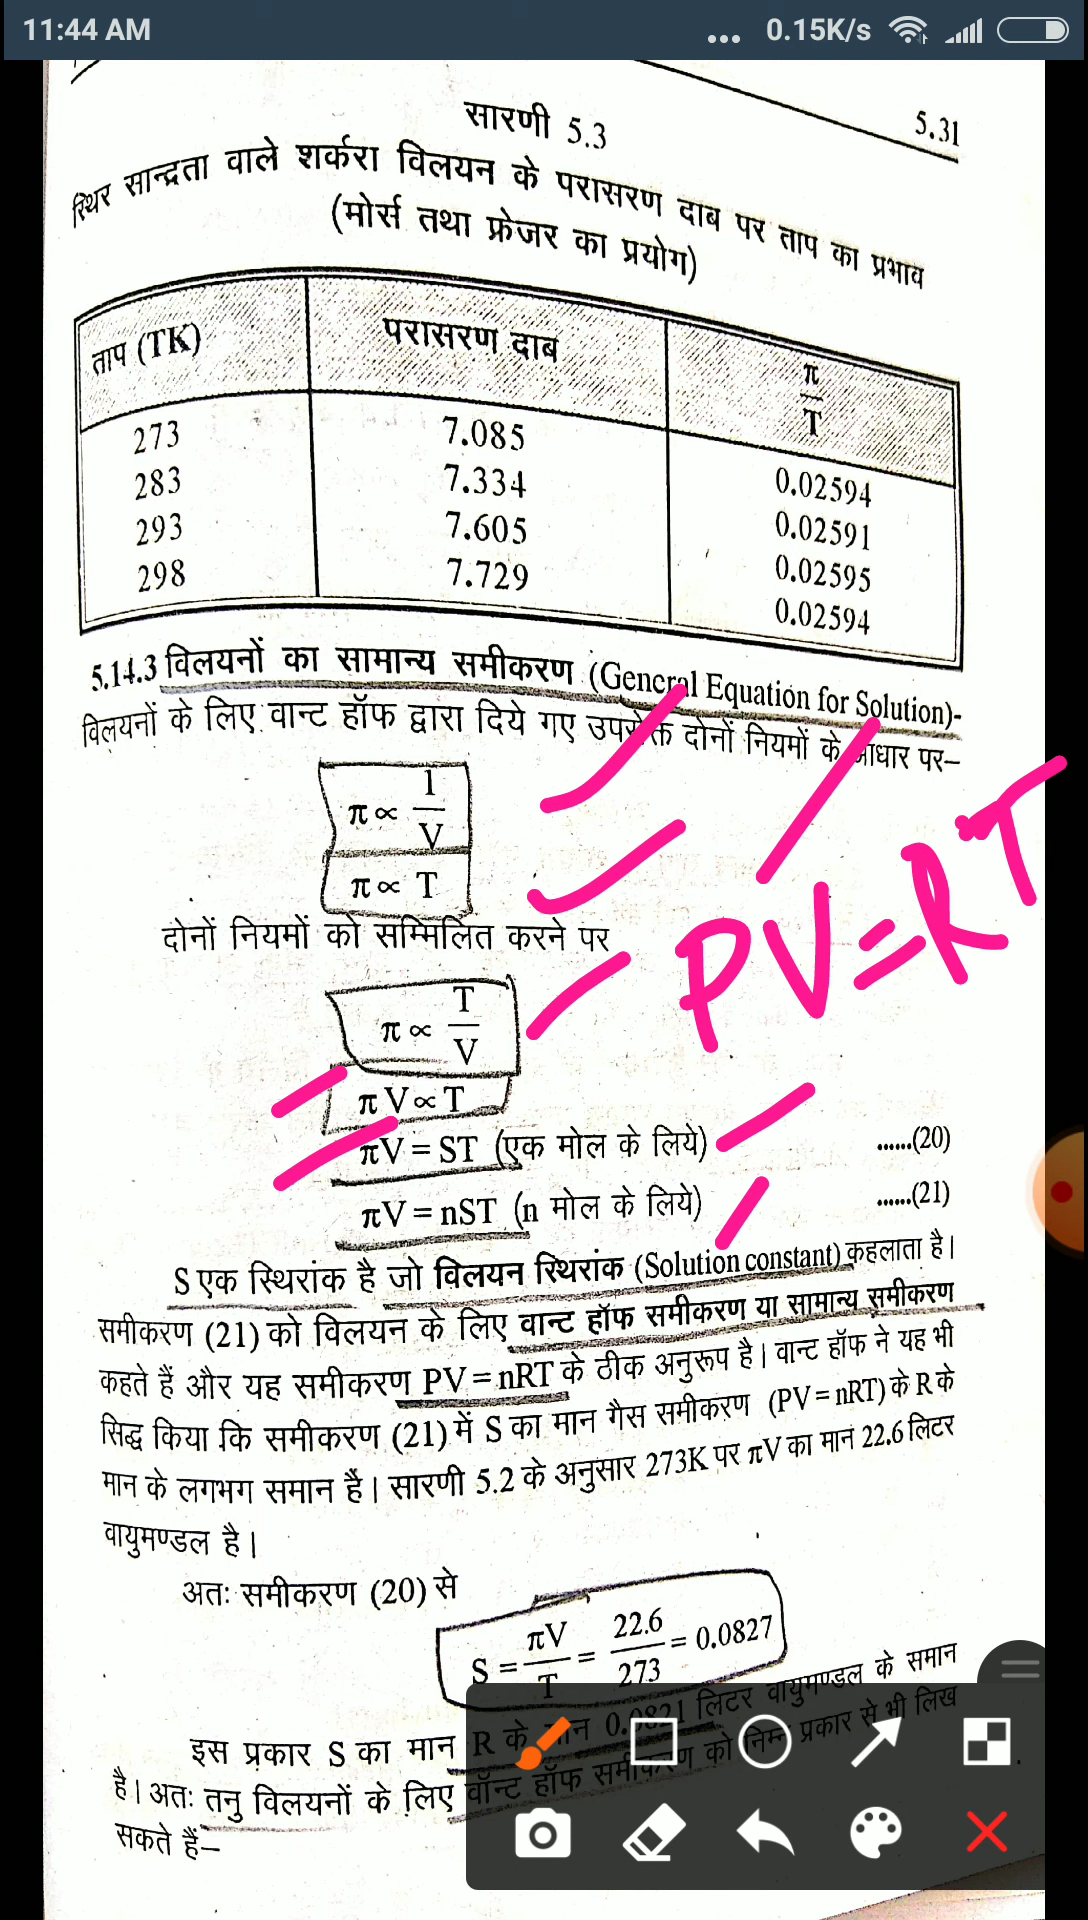 11:44 AM
... 0.15K/s
5.31
सारणी 5.3
स्थिर सान्द्रता वाले शर्करा विलयन के परासरण दाब पर ताप का प्रभाव
(मोर्स तथा फ्रेजर का प्रयोग)
ताप (TK) परासरण दाब π/T
273 7.085 0.02594
283 7.334 0.02591
293 7.605 0.02595
298 7.729 0.02594
5.14.3 विलयनों का सामान्य समीकरण (General Equation for Solution)-
विलयनों के लिए वान्ट हॉफ द्वारा दिये गए उपरोक्त दोनों नियमों के आधार पर–
π ∝ 1/V
π ∝ T
PV=RT
दोनों नियमों को सम्मिलित करने पर
π ∝ T/V
π V ∝ T
πV = ST (एक मोल के लिये) ......(20)
πV = nST (n मोल के लिये) ......(21)
S एक स्थिरांक है जो विलयन स्थिरांक (Solution constant) कहलाता है।
समीकरण (21) को विलयन के लिए वान्ट हॉफ समीकरण या सामान्य समीकरण
कहते हैं और यह समीकरण PV = nRT के ठीक अनुरूप है। वान्ट हॉफ ने यह भी
सिद्ध किया कि समीकरण (21) में S का मान गैस समीकरण (PV = nRT) के R के
मान के लगभग समान है। सारणी 5.2 के अनुसार 273K पर πV का मान 22.6 लिटर
वायुमण्डल है।
अतः समीकरण (20) से
S = πV/T = 22.6/273 = 0.0827
इस प्रकार S का मान R के मान 0.0821 लिटर वायुमण्डल के समान
है। अतः तनु विलयनों के लिए वॉन्ट हॉफ समीकरण को निम्न प्रकार से भी लिख
सकते हैं–